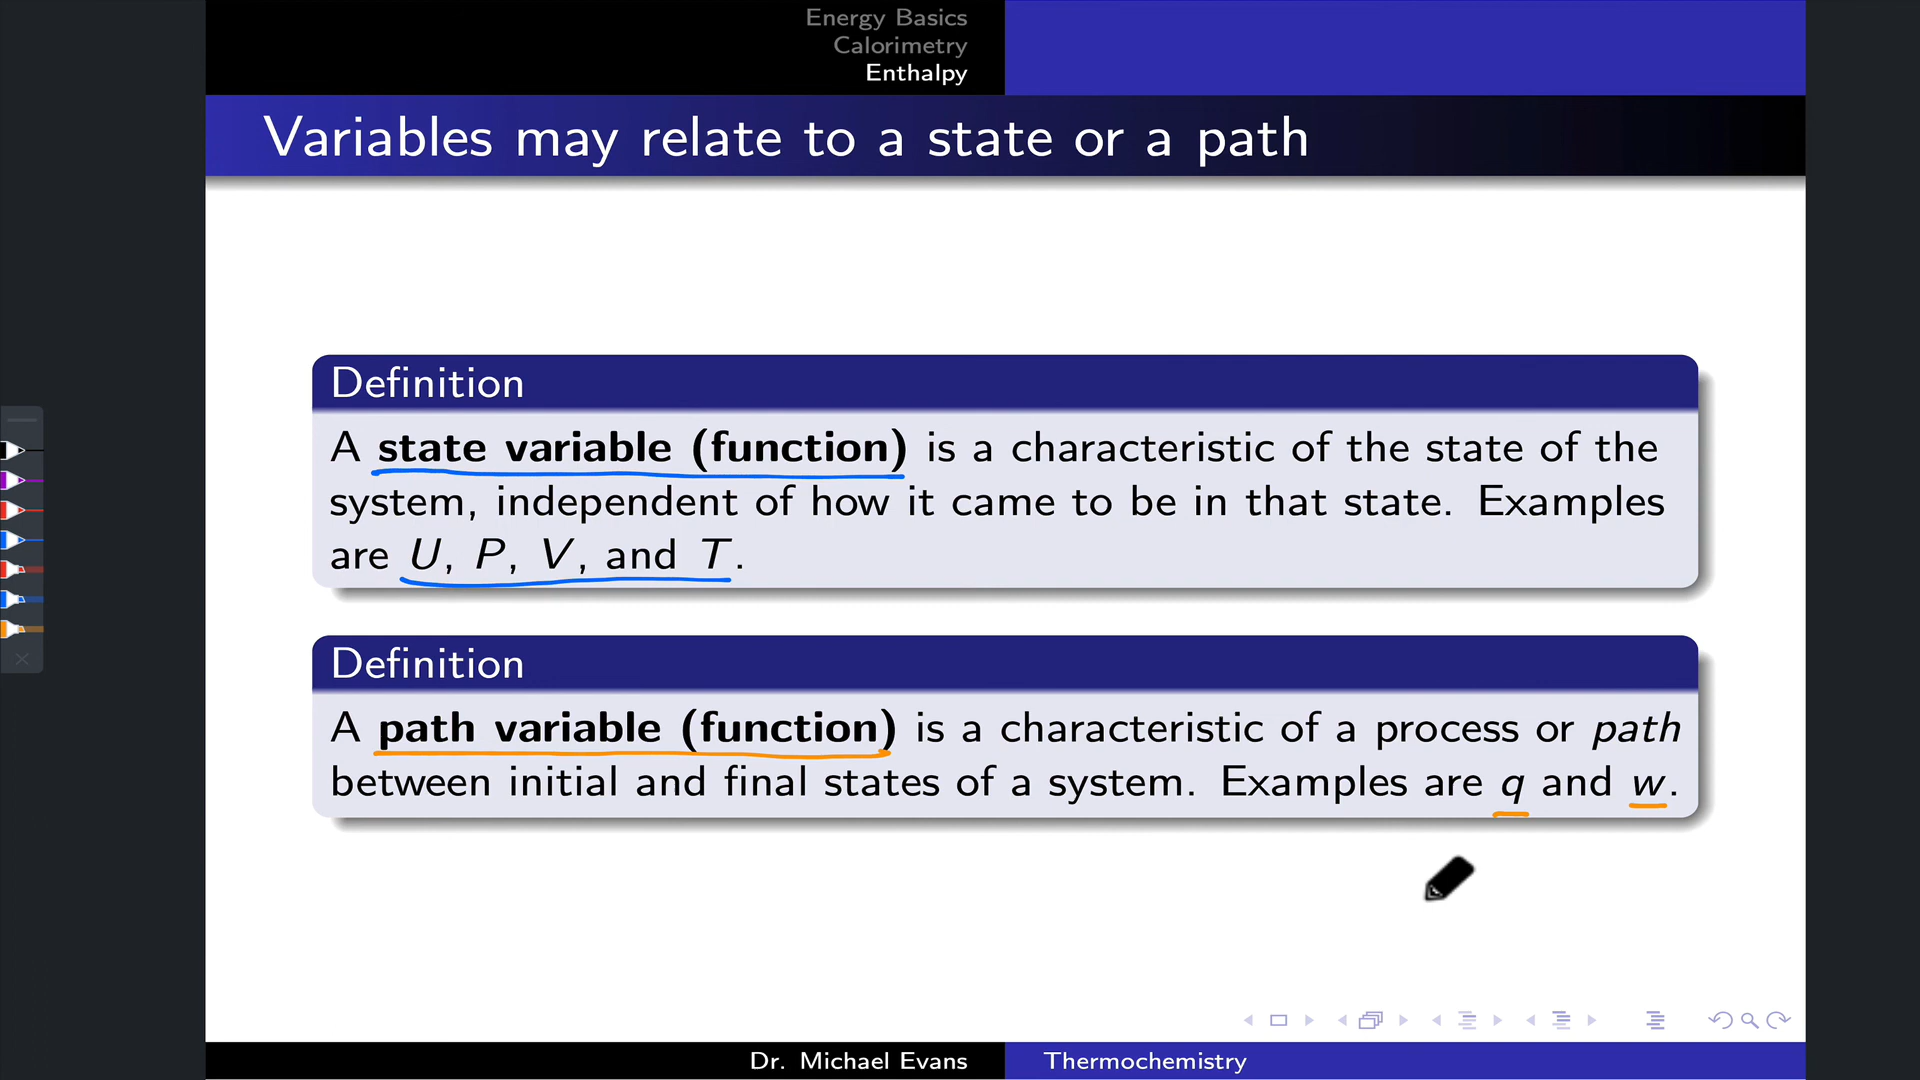 Energy Basics
Calorimetry
Enthalpy
Variables may relate to a state or a path
Definition
A state variable (function) is a characteristic of the state of the
system, independent of how it came to be in that state. Examples
are U, P, V, and T.
Definition
A path variable (function) is a characteristic of a process or path
between initial and final states of a system. Examples are q and w.
Dr. Michael Evans
Thermochemistry